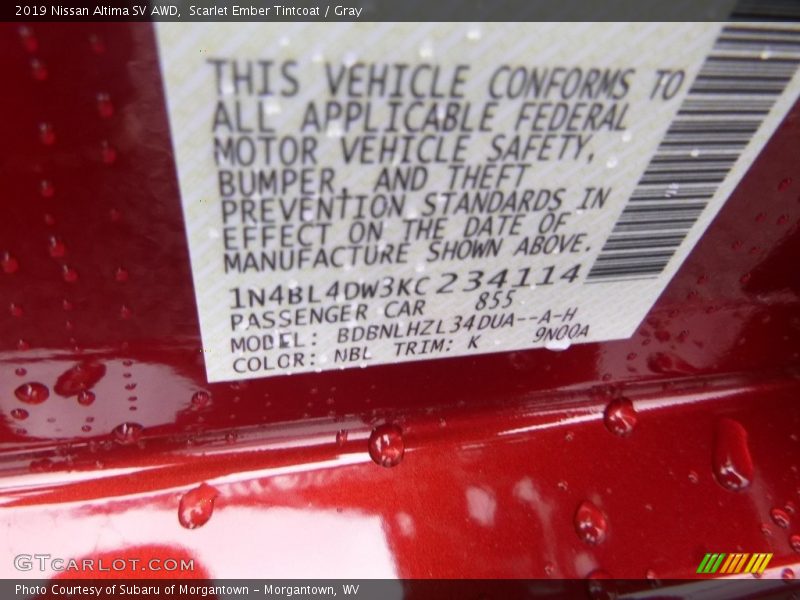 2019 Nissan Altima SV AWD,  Scarlet Ember Tintcoat / Gray
THIS VEHICLE CONFORMS TO
ALL APPLICABLE FEDERAL
MOTOR VEHICLE SAFETY,
BUMPER, AND THEFT
PREVENTION STANDARDS IN
EFFECT ON THE DATE OF
MANUFACTURE SHOWN ABOVE.
1N4BL4DW3KC234114
PASSENGER CAR 855
MODEL: BDBNLHZL34DUA--A-H
COLOR: NBL TRIM: K 9N00A
GTCARLOT.COM
Photo Courtesy of Subaru of Morgantown - Morgantown, WV